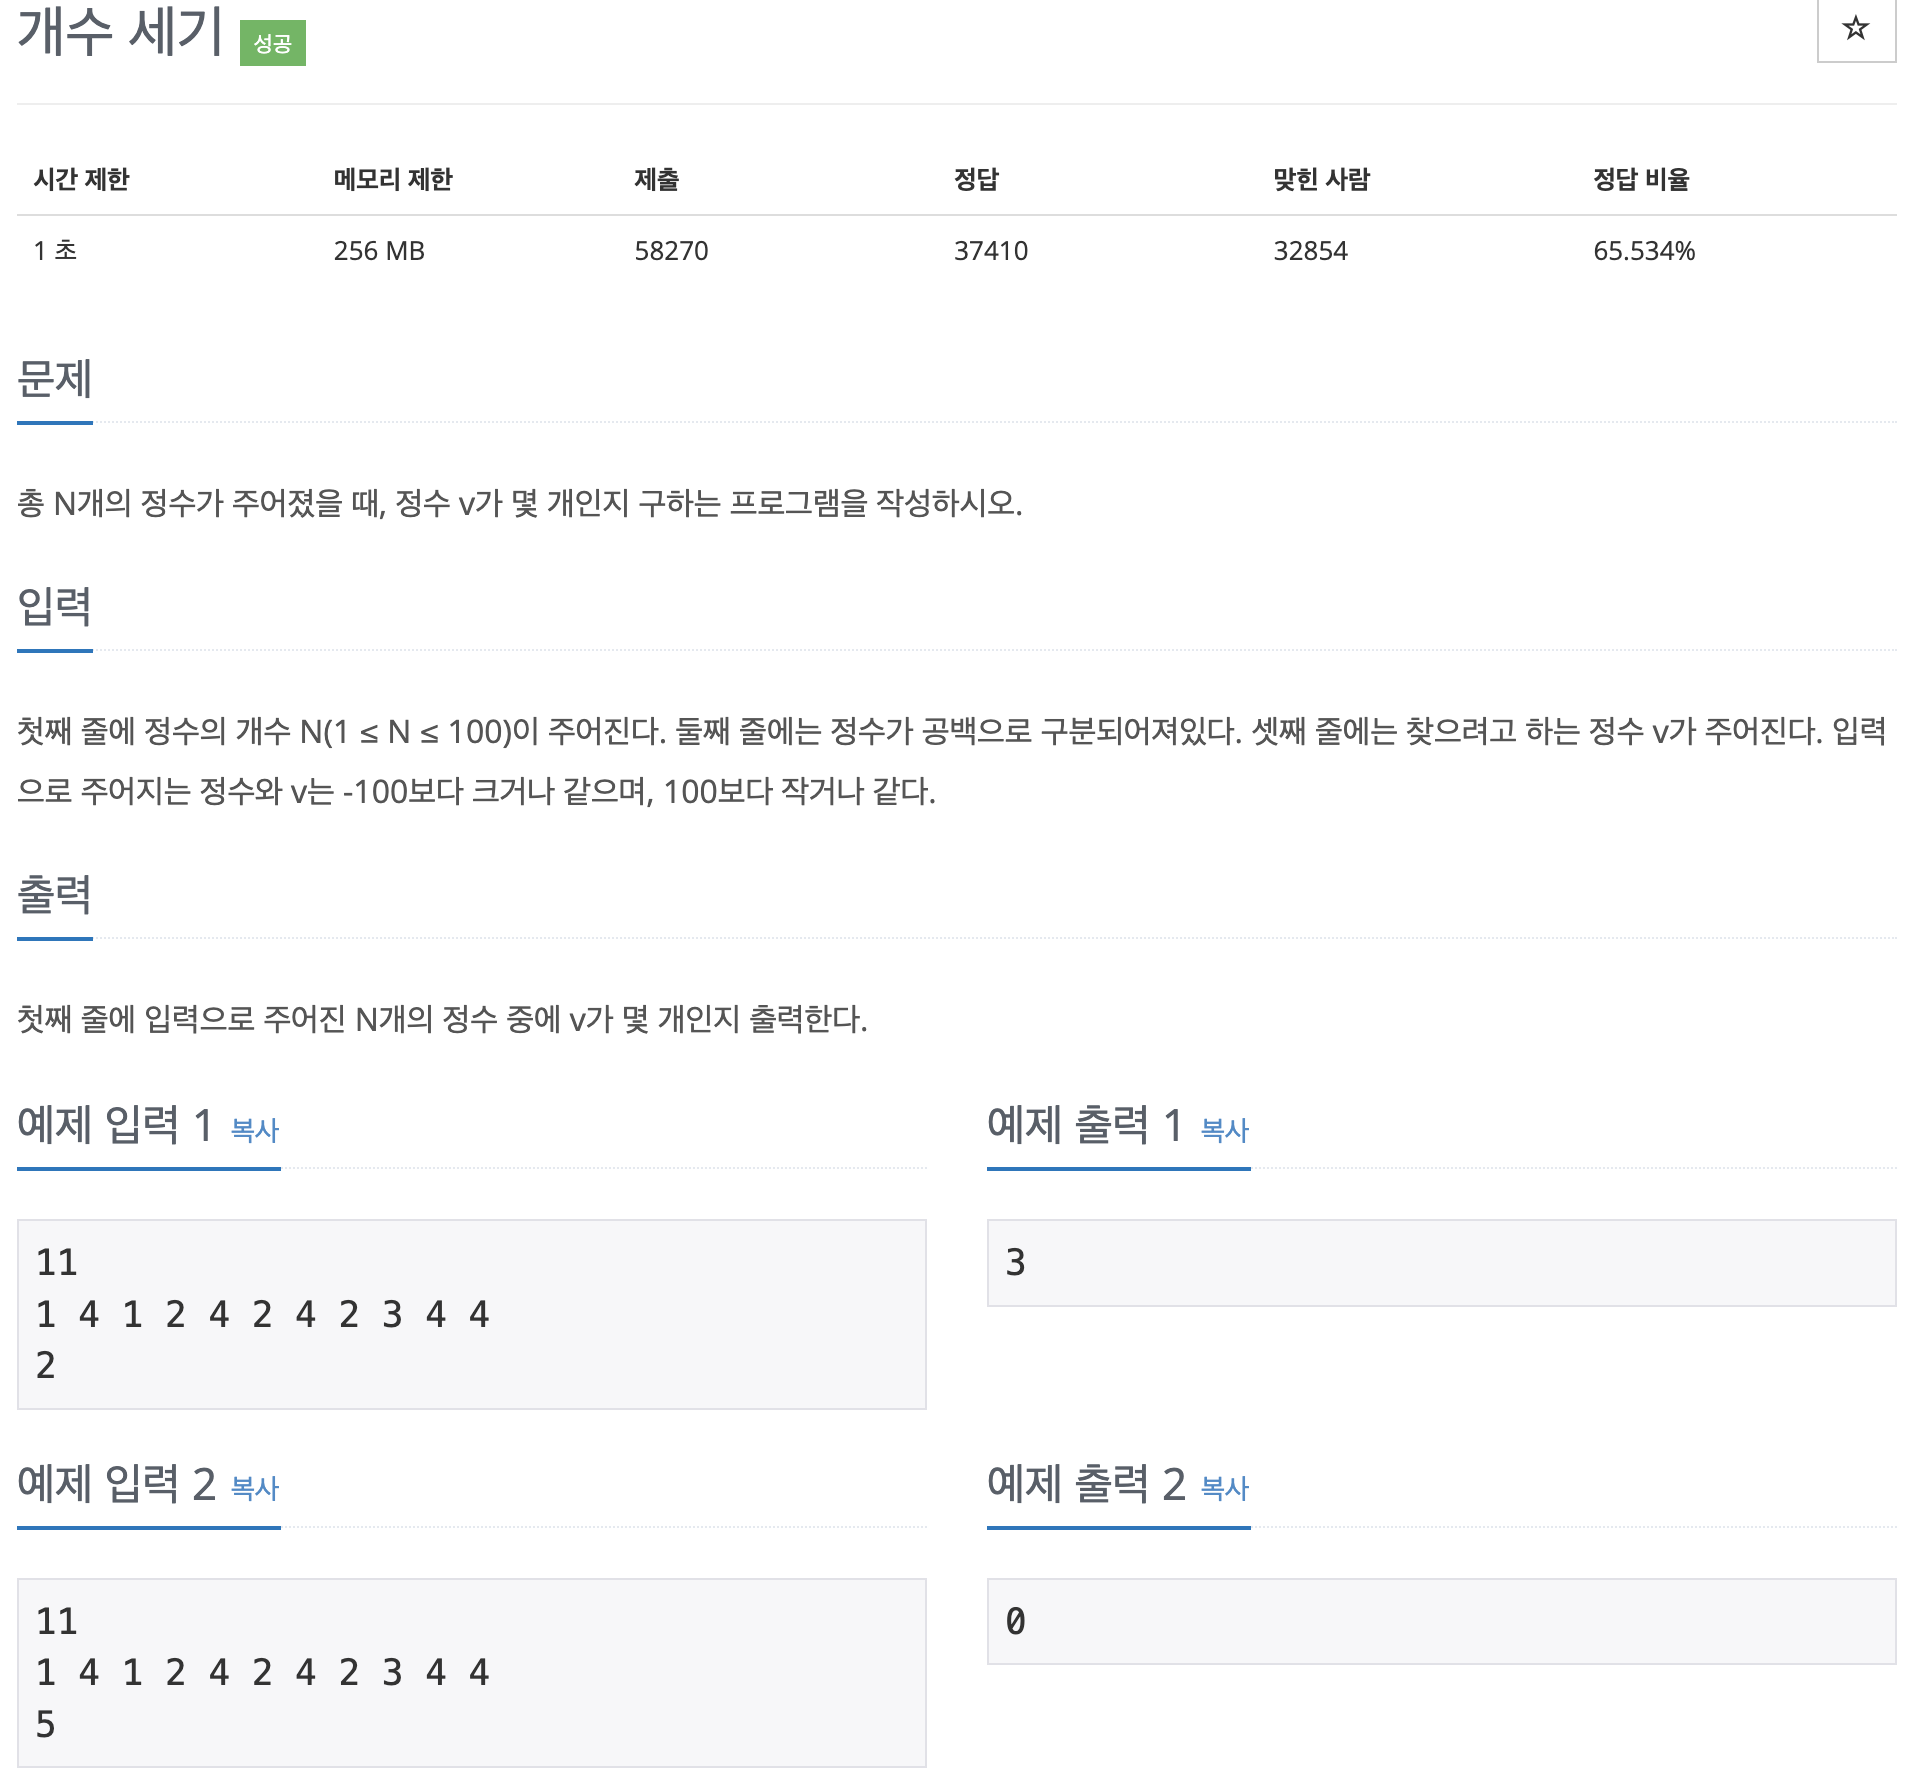 개수 세기 성공
☆
시간 제한 메모리 제한 제출 정답 맞힌 사람 정답 비율
1 초 256 MB 58270 37410 32854 65.534%
문제
총 N개의 정수가 주어졌을 때, 정수 v가 몇 개인지 구하는 프로그램을 작성하시오.
입력
첫째 줄에 정수의 개수 N(1 ≤ N ≤ 100)이 주어진다. 둘째 줄에는 정수가 공백으로 구분되어져있다. 셋째 줄에는 찾으려고 하는 정수 v가 주어진다. 입력
으로 주어지는 정수와 v는 -100보다 크거나 같으며, 100보다 작거나 같다.
출력
첫째 줄에 입력으로 주어진 N개의 정수 중에 v가 몇 개인지 출력한다.
예제 입력 1 복사
11
1 4 1 2 4 2 4 2 3 4 4
2
예제 출력 1 복사
3
예제 입력 2 복사
11
1 4 1 2 4 2 4 2 3 4 4
5
예제 출력 2 복사
0